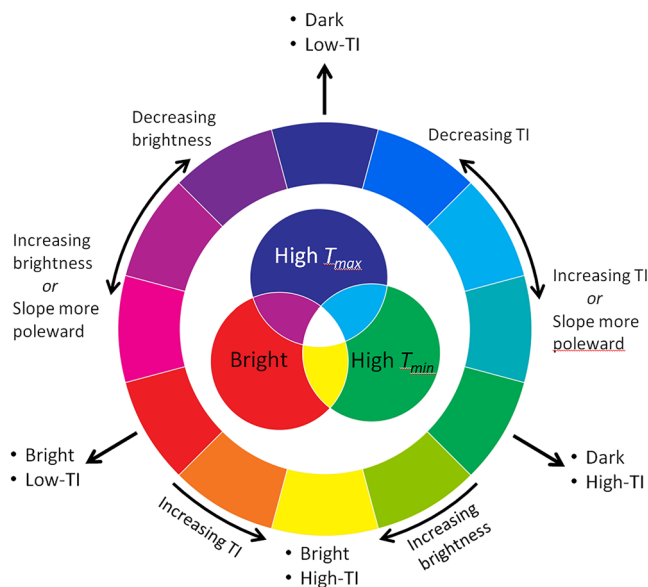 • Dark
• Low-TI
Decreasing
brightness
Decreasing TI
Increasing
brightness
or
Slope more
poleward
High Tmax
Increasing TI
or
Slope more
poleward
Bright
High Tmin
• Bright
• Low-TI
• Dark
• High-TI
Increasing TI
Increasing
brightness
• Bright
• High-TI